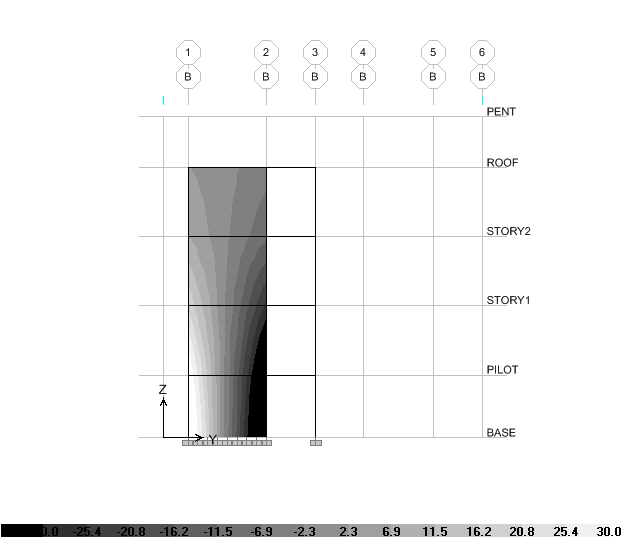 1 2 3 4 5 6
B B B B B B
PENT
ROOF
STORY2
STORY1
PILOT
Z
Y
BASE
-25.4 -20.8 -16.2 -11.5 -6.9 -2.3 2.3 6.9 11.5 16.2 20.8 25.4 30.0